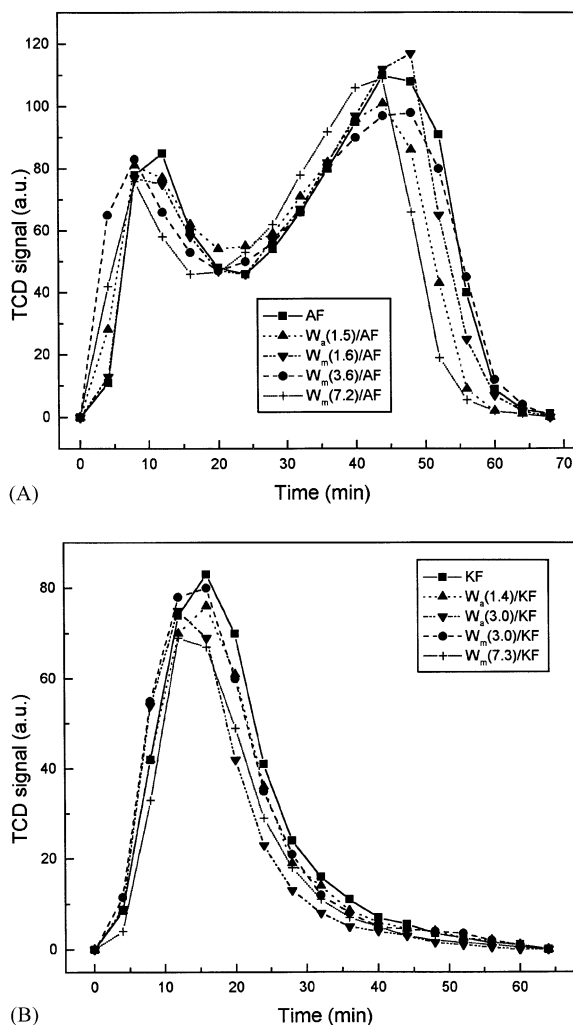 120
100
80
60
40
20
0
TCD signal (a.u.)
AF
Wa(1.5)/AF
Wm(1.6)/AF
Wm(3.6)/AF
Wm(7.2)/AF
0 10 20 30 40 50 60 70
Time (min)
(A)
80
60
40
20
0
TCD signal (a.u.)
KF
Wa(1.4)/KF
Wa(3.0)/KF
Wm(3.0)/KF
Wm(7.3)/KF
0 10 20 30 40 50 60
Time (min)
(B)